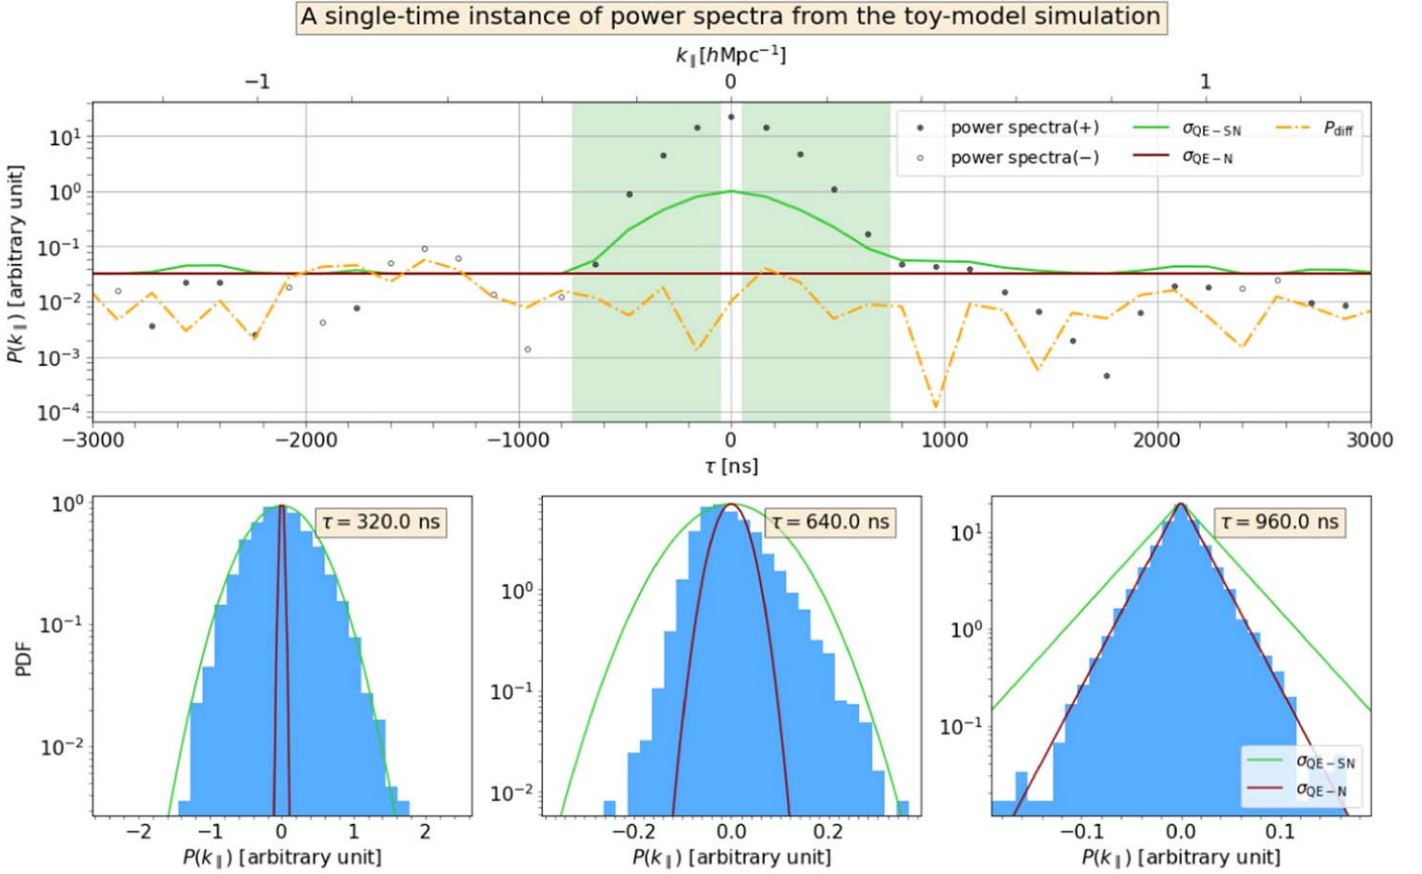 A single-time instance of power spectra from the toy-model simulation
k∥[hMpc⁻¹]
−1 0 1
P(k∥) [arbitrary unit]
10¹
10⁰
10⁻¹
10⁻²
10⁻³
10⁻⁴
power spectra(+) σQE−SN Pdiff
power spectra(−) σQE−N
−3000 −2000 −1000 0 1000 2000 3000
τ [ns]
PDF
10⁰
10⁻¹
10⁻²
τ = 320.0 ns
−2 −1 0 1 2
P(k∥) [arbitrary unit]
10⁰
10⁻¹
10⁻²
τ = 640.0 ns
−0.2 0.0 0.2
P(k∥) [arbitrary unit]
10¹
10⁰
10⁻¹
τ = 960.0 ns
σQE−SN
σQE−N
−0.1 0.0 0.1
P(k∥) [arbitrary unit]